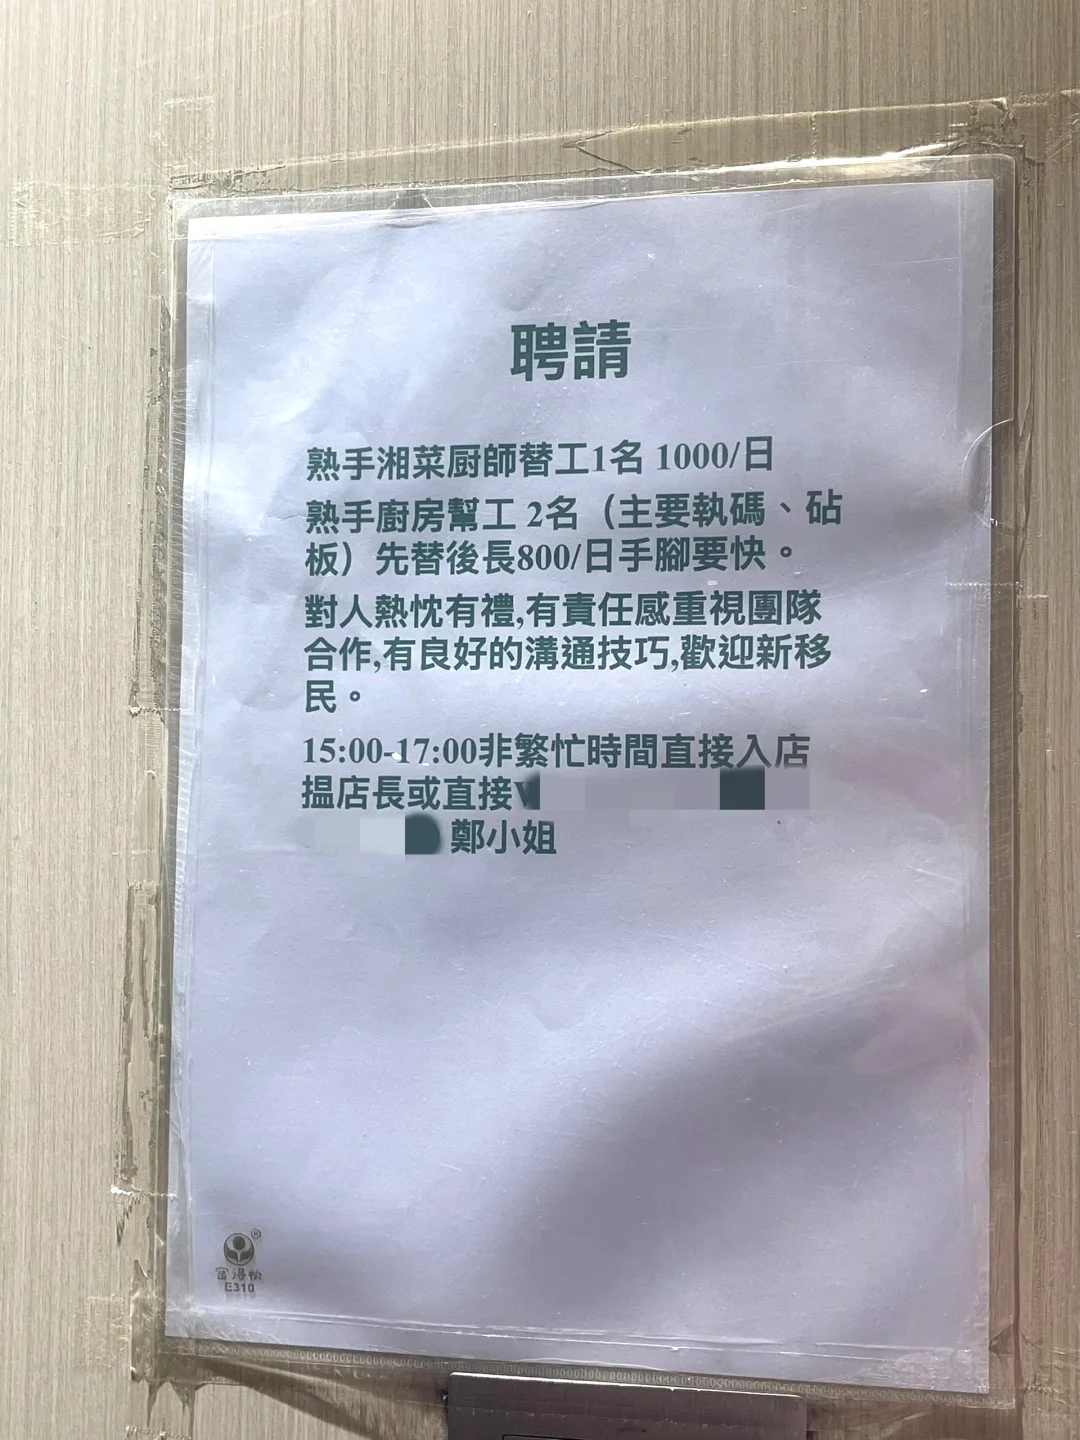 聘請
熟手湘菜厨師替工1名 1000/日
熟手廚房幫工 2名（主要執碼、砧
板）先替後長800/日手腳要快。
對人熱忱有禮,有責任感重視團隊
合作,有良好的溝通技巧,歡迎新移
民。
15:00-17:00非繁忙時間直接入店
搵店長或直接
鄭小姐
富得快
®
E310